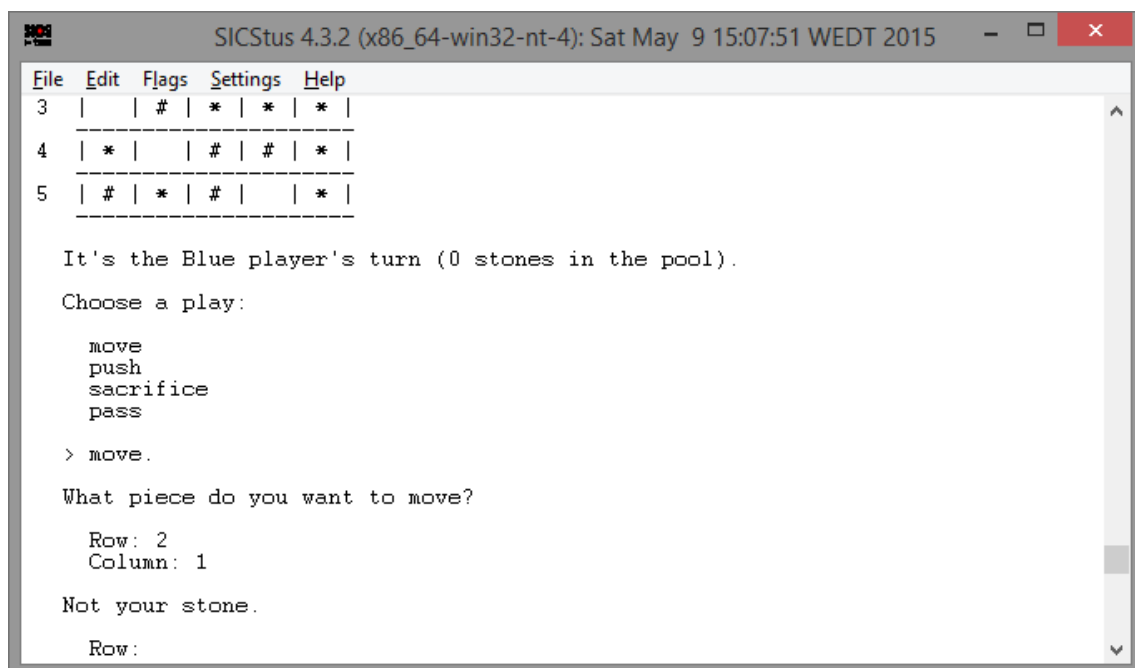 SICStus 4.3.2 (x86_64-win32-nt-4): Sat May  9 15:07:51 WEDT 2015
File Edit Flags Settings Help
3 |   | # | * | * | * |
---------------------
4 | * |   | # | # | * |
---------------------
5 | # | * | # |   | * |
---------------------
It's the Blue player's turn (0 stones in the pool).
Choose a play:
move
push
sacrifice
pass
> move.
What piece do you want to move?
Row: 2
Column: 1
Not your stone.
Row: